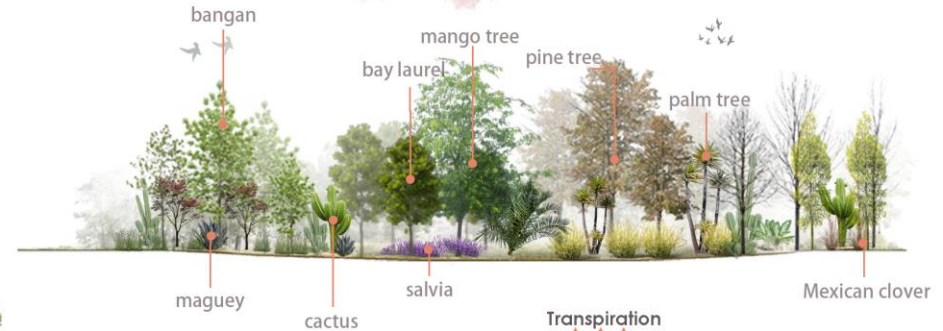 bangan
mango tree
bay laurel
pine tree
palm tree
maguey
cactus
salvia
Mexican clover
Transpiration